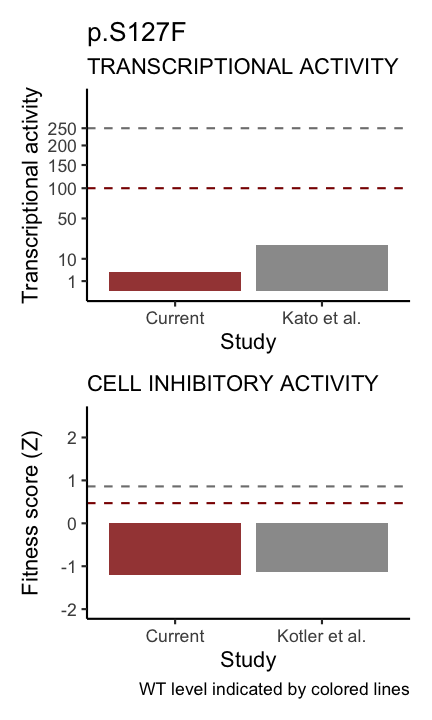 p.S127F
TRANSCRIPTIONAL ACTIVITY
Transcriptional activity
250
200
150
100
50
10
1
Current
Kato et al.
Study
CELL INHIBITORY ACTIVITY
Fitness score (Z)
2
1
0
-1
-2
Current
Kotler et al.
Study
WT level indicated by colored lines